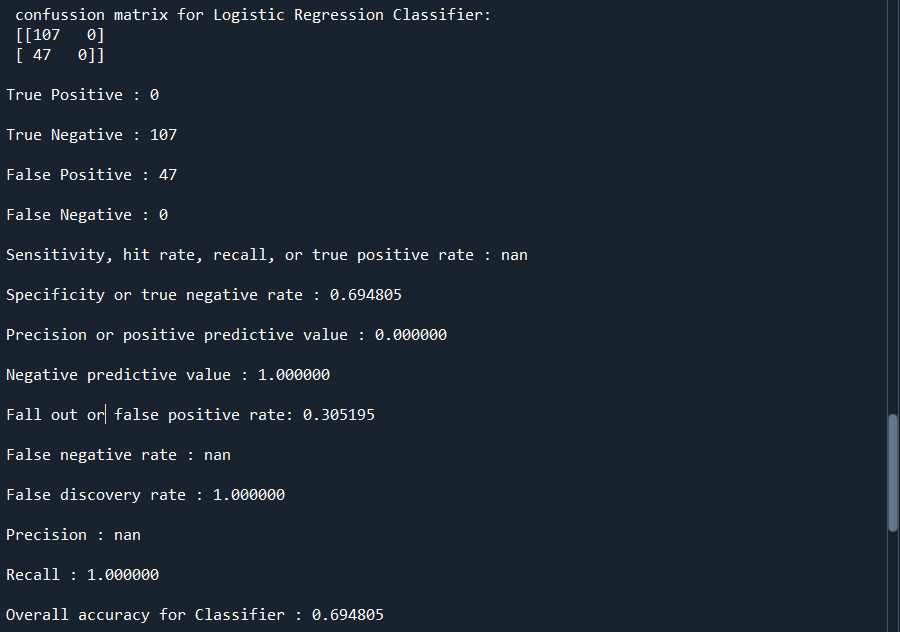 confussion matrix for Logistic Regression Classifier:
[[107   0]
[ 47   0]]
True Positive : 0
True Negative : 107
False Positive : 47
False Negative : 0
Sensitivity, hit rate, recall, or true positive rate : nan
Specificity or true negative rate : 0.694805
Precision or positive predictive value : 0.000000
Negative predictive value : 1.000000
Fall out or false positive rate: 0.305195
False negative rate : nan
False discovery rate : 1.000000
Precision : nan
Recall : 1.000000
Overall accuracy for Classifier : 0.694805